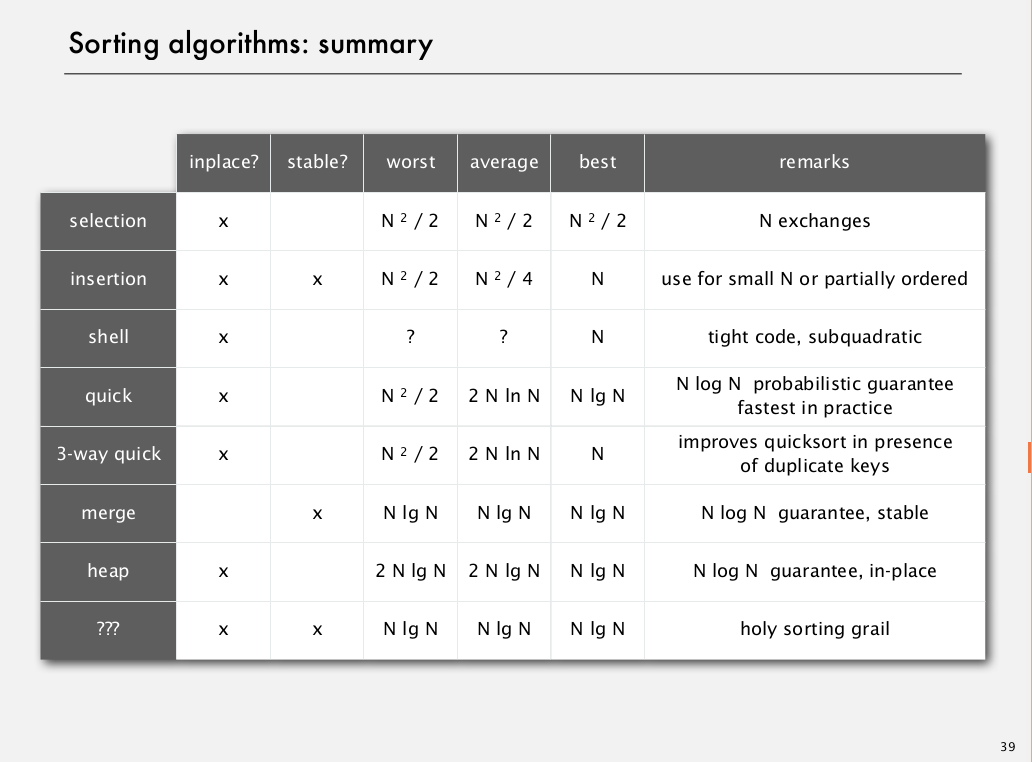 Sorting algorithms: summary
inplace? stable? worst average best remarks
selection x N ² / 2 N ² / 2 N ² / 2 N exchanges
insertion x x N ² / 2 N ² / 4 N use for small N or partially ordered
shell x ? ? N tight code, subquadratic
quick x N ² / 2 2 N ln N N lg N N log N probabilistic guarantee
fastest in practice
3-way quick x N ² / 2 2 N ln N N improves quicksort in presence
of duplicate keys
merge x N lg N N lg N N lg N N log N guarantee, stable
heap x 2 N lg N 2 N lg N N lg N N log N guarantee, in-place
??? x x N lg N N lg N N lg N holy sorting grail
39